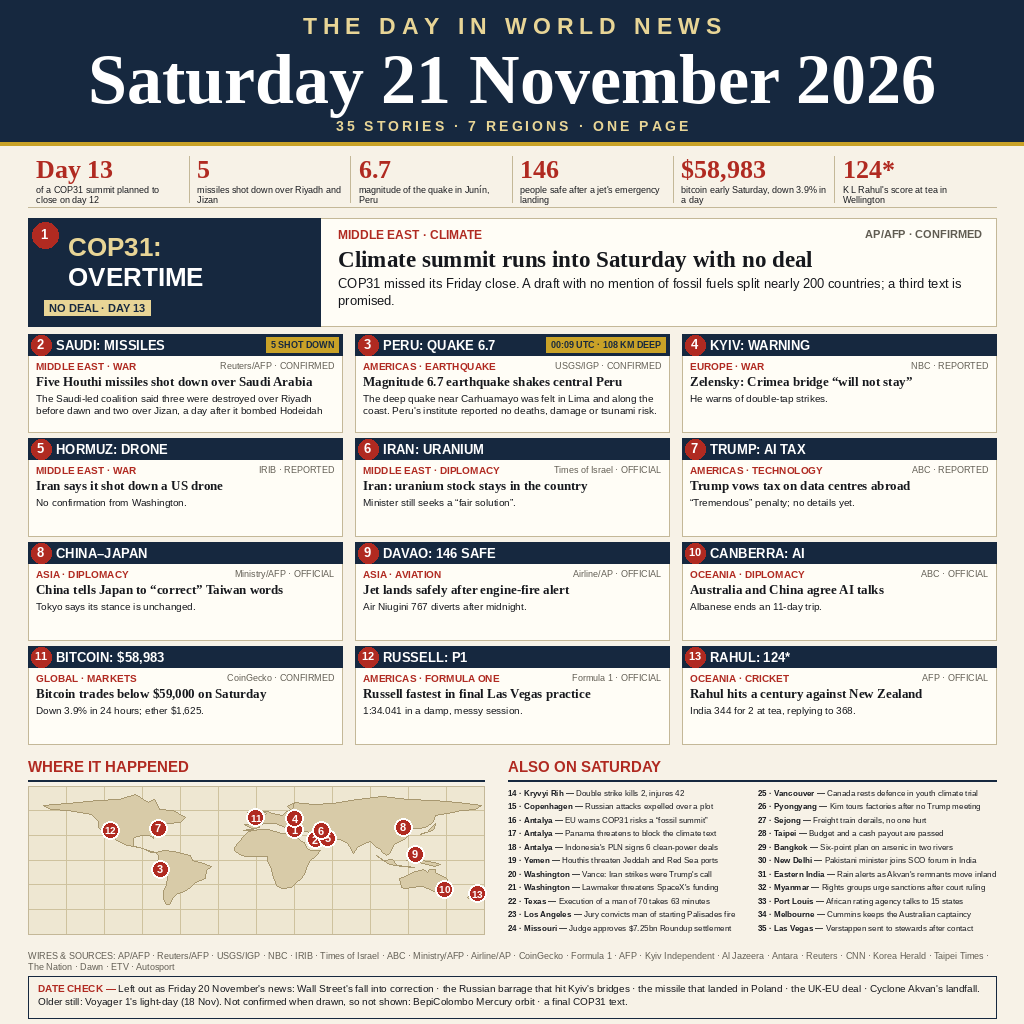 THE DAY IN WORLD NEWS
Saturday 21 November 2026
35 STORIES · 7 REGIONS · ONE PAGE
Day 13
of a COP31 summit planned to
close on day 12
5
missiles shot down over Riyadh and
Jizan
6.7
magnitude of the quake in Junín,
Peru
146
people safe after a jet's emergency
landing
$58,983
bitcoin early Saturday, down 3.9% in
a day
124*
K L Rahul's score at tea in
Wellington
1
COP31:
OVERTIME
NO DEAL · DAY 13
MIDDLE EAST · CLIMATE
AP/AFP · CONFIRMED
Climate summit runs into Saturday with no deal
COP31 missed its Friday close. A draft with no mention of fossil fuels split nearly 200 countries; a third text is
promised.
2 SAUDI: MISSILES
5 SHOT DOWN
MIDDLE EAST · WAR
Reuters/AFP · CONFIRMED
Five Houthi missiles shot down over Saudi Arabia
The Saudi-led coalition said three were destroyed over Riyadh
before dawn and two over Jizan, a day after it bombed Hodeidah
3 PERU: QUAKE 6.7
00:09 UTC · 108 KM DEEP
AMERICAS · EARTHQUAKE
USGS/IGP · CONFIRMED
Magnitude 6.7 earthquake shakes central Peru
The deep quake near Carhuamayo was felt in Lima and along the
coast. Peru's institute reported no deaths, damage or tsunami risk.
4 KYIV: WARNING
EUROPE · WAR
NBC · REPORTED
Zelensky: Crimea bridge “will not stay”
He warns of double-tap strikes.
5 HORMUZ: DRONE
MIDDLE EAST · WAR
IRIB · REPORTED
Iran says it shot down a US drone
No confirmation from Washington.
6 IRAN: URANIUM
MIDDLE EAST · DIPLOMACY
Times of Israel · OFFICIAL
Iran: uranium stock stays in the country
Minister still seeks a “fair solution”.
7 TRUMP: AI TAX
AMERICAS · TECHNOLOGY
ABC · REPORTED
Trump vows tax on data centres abroad
“Tremendous” penalty; no details yet.
8 CHINA–JAPAN
ASIA · DIPLOMACY
Ministry/AFP · OFFICIAL
China tells Japan to “correct” Taiwan words
Tokyo says its stance is unchanged.
9 DAVAO: 146 SAFE
ASIA · AVIATION
Airline/AP · OFFICIAL
Jet lands safely after engine-fire alert
Air Niugini 767 diverts after midnight.
10 CANBERRA: AI
OCEANIA · DIPLOMACY
ABC · OFFICIAL
Australia and China agree AI talks
Albanese ends an 11-day trip.
11 BITCOIN: $58,983
GLOBAL · MARKETS
CoinGecko · CONFIRMED
Bitcoin trades below $59,000 on Saturday
Down 3.9% in 24 hours; ether $1,625.
12 RUSSELL: P1
AMERICAS · FORMULA ONE
Formula 1 · OFFICIAL
Russell fastest in final Las Vegas practice
1:34.041 in a damp, messy session.
13 RAHUL: 124*
OCEANIA · CRICKET
AFP · OFFICIAL
Rahul hits a century against New Zealand
India 344 for 2 at tea, replying to 368.
WHERE IT HAPPENED
12
7
3
11
4
1
2
5
6
8
9
10
13
ALSO ON SATURDAY
14 · Kryvyi Rih — Double strike kills 2, injures 42
15 · Copenhagen — Russian attacks expelled over a plot
16 · Antalya — EU warns COP31 risks a “fossil summit”
17 · Antalya — Panama threatens to block the climate text
18 · Antalya — Indonesia's PLN signs 6 clean-power deals
19 · Yemen — Houthis threaten Jeddah and Red Sea ports
20 · Washington — Vance: Iran strikes were Trump's call
21 · Washington — Lawmaker threatens SpaceX's funding
22 · Texas — Execution of a man of 70 takes 63 minutes
23 · Los Angeles — Jury convicts man of starting Palisades fire
24 · Missouri — Judge approves $7.25bn Roundup settlement
25 · Vancouver — Canada rests defence in youth climate trial
26 · Pyongyang — Kim tours factories after no Trump meeting
27 · Sejong — Freight train derails, no one hurt
28 · Taipei — Budget and a cash payout are passed
29 · Bangkok — Six-point plan on arsenic in two rivers
30 · New Delhi — Pakistani minister joins SCO forum in India
31 · Eastern India — Rain alerts as Akvan's remnants move inland
32 · Myanmar — Rights groups urge sanctions after court ruling
33 · Port Louis — African rating agency talks to 15 states
34 · Melbourne — Cummins keeps the Australian captaincy
35 · Las Vegas — Verstappen sent to stewards after contact
WIRES & SOURCES: AP/AFP · Reuters/AFP · USGS/IGP · NBC · IRIB · Times of Israel · ABC · Ministry/AFP · Airline/AP · CoinGecko · Formula 1 · AFP · Kyiv Independent · Al Jazeera · Antara · Reuters · CNN · Korea Herald · Taipei Times ·
The Nation · Dawn · ETV · Autosport
DATE CHECK — Left out as Friday 20 November's news: Wall Street's fall into correction · the Russian barrage that hit Kyiv's bridges · the missile that landed in Poland · the UK-EU deal · Cyclone Akvan's landfall.
Older still: Voyager 1's light-day (18 Nov). Not confirmed when drawn, so not shown: BepiColombo Mercury orbit · a final COP31 text.